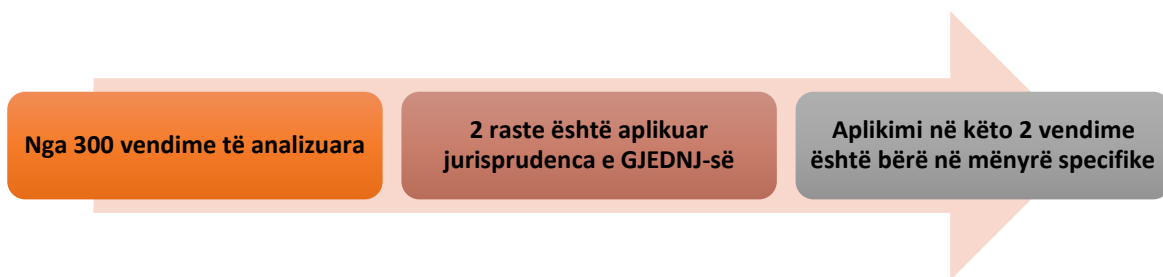 Nga 300 vendime të analizuara
2 raste është aplikuar
jurisprudenca e GJEDNJ-së
Aplikimi në këto 2 vendime
është bërë në mënyrë specifike